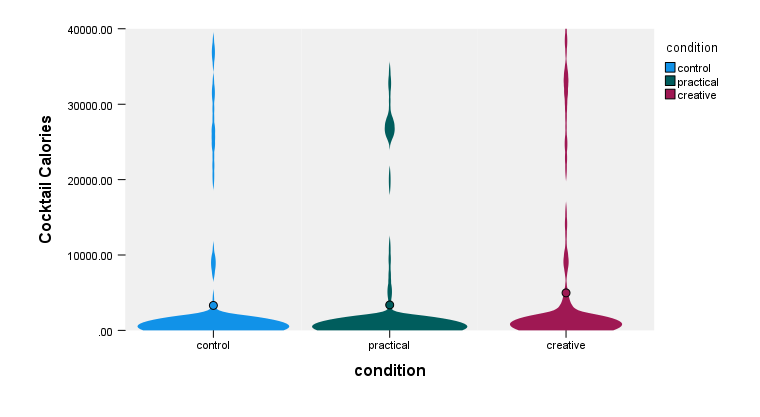 40000.00
30000.00
20000.00
10000.00
.00
Cocktail Calories
control
practical
creative
condition
condition
control
practical
creative